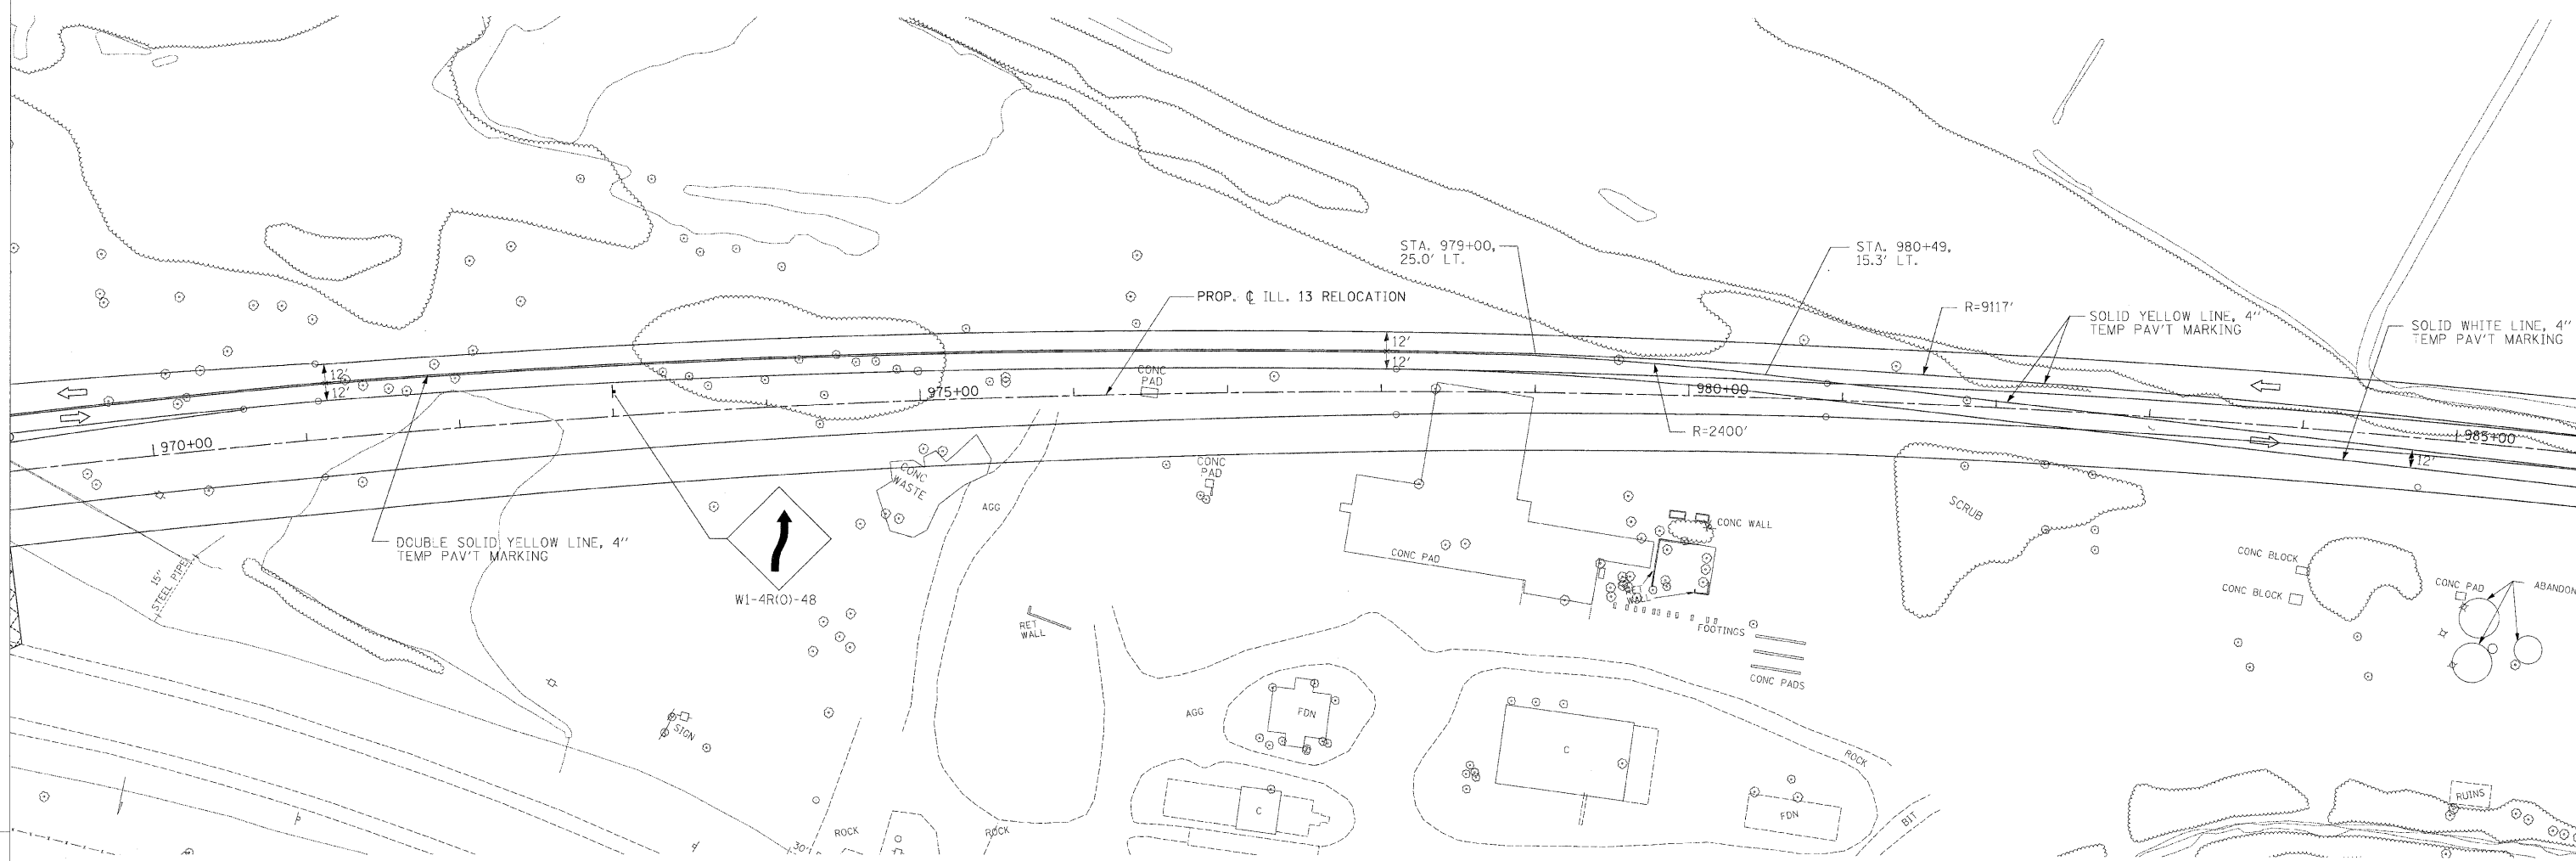 STA. 979+00,
25.0' LT.
STA. 980+49,
15.3' LT.
PROP. ℄ ILL. 13 RELOCATION
R=9117'
SOLID YELLOW LINE, 4"
TEMP PAV'T MARKING
SOLID WHITE LINE, 4"
TEMP PAV'T MARKING
12'
12'
12'
12'
CONC
PAD
975+00
980+00
970+00
R=2400'
985+00
12'
CONC
WASTE
CONC
PAD
AGG
SCRUB
DOUBLE SOLID YELLOW LINE, 4"
TEMP PAV'T MARKING
CONC WALL
CONC PAD
CONC BLOCK
15"
STEEL PIPE
CONC PAD
ABANDON
CONC BLOCK
W1-4R(O)-48
WALL
RET
WALL
FOOTINGS
CONC PADS
AGG
FDN
SIGN
C
ROCK
RUINS
C
FDN
BIT
ROCK
ROCK
30'